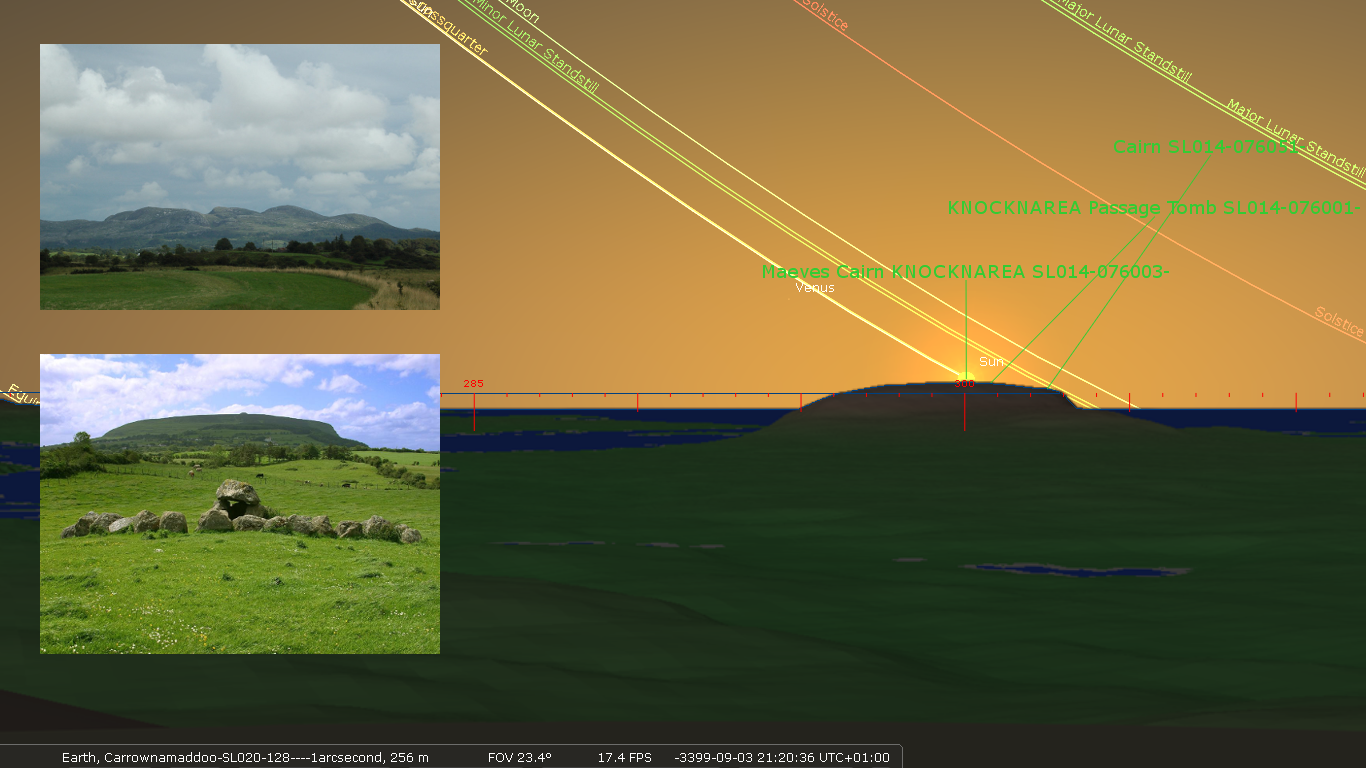 Moon
Crossquarter
Minor Lunar Standstill
Solstice
Major Lunar Standstill
Major Lunar Standstill
Cairn SL014-076051-
KNOCKNAREA Passage Tomb SL014-076001-
Maeves Cairn KNOCKNAREA SL014-076003-
Venus
Solstice
Sun
285
300
Earth, Carrownamaddoo-SL020-128----1arcsecond, 256 m FOV 23.4° 17.4 FPS -3399-09-03 21:20:36 UTC+01:00